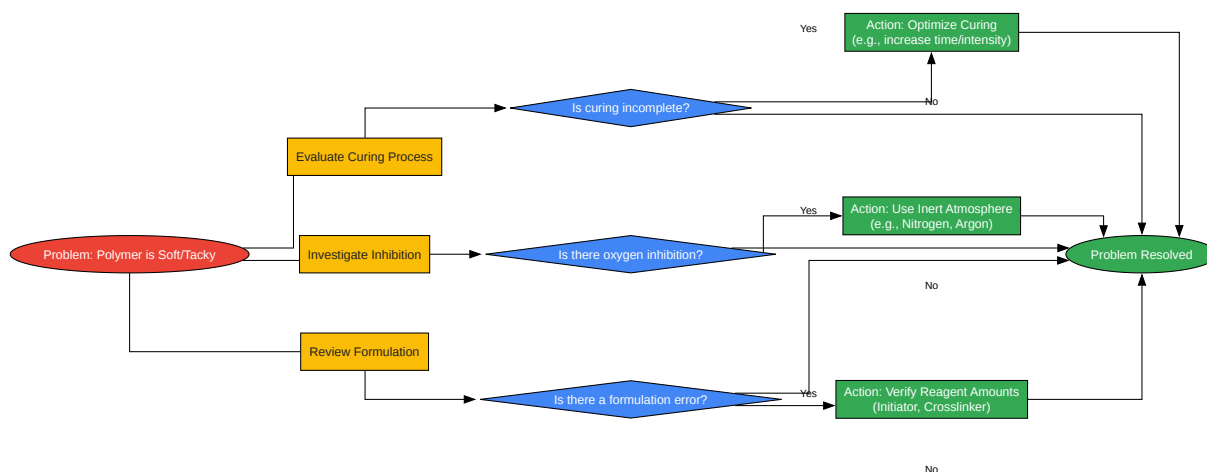 Yes
Action: Optimize Curing
(e.g., increase time/intensity)
Is curing incomplete?
No
Evaluate Curing Process
Yes
Action: Use Inert Atmosphere
(e.g., Nitrogen, Argon)
Problem: Polymer is Soft/Tacky
Investigate Inhibition
Is there oxygen inhibition?
Problem Resolved
No
Review Formulation
Is there a formulation error?
Yes
Action: Verify Reagent Amounts
(Initiator, Crosslinker)
No